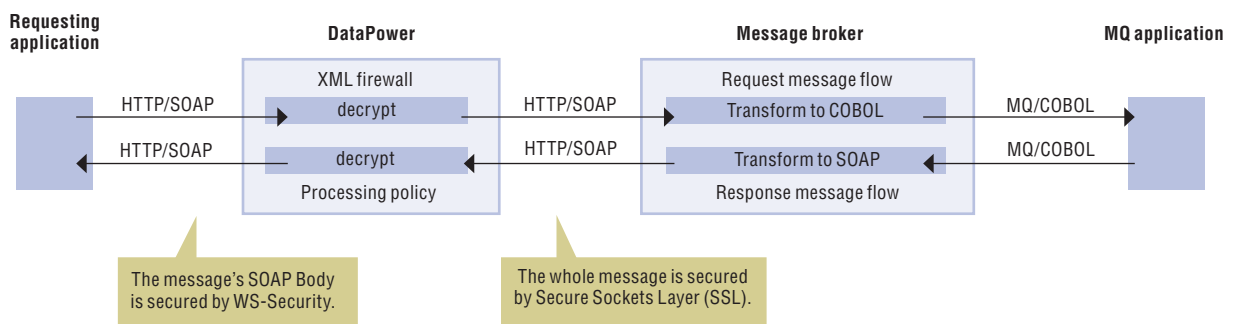 Requesting
application
DataPower
Message broker
MQ application
XML firewall
Request message flow
HTTP/SOAP
decrypt
HTTP/SOAP
Transform to COBOL
MQ/COBOL
HTTP/SOAP
decrypt
HTTP/SOAP
Transform to SOAP
MQ/COBOL
Processing policy
Response message flow
The message's SOAP Body
is secured by WS-Security.
The whole message is secured
by Secure Sockets Layer (SSL).